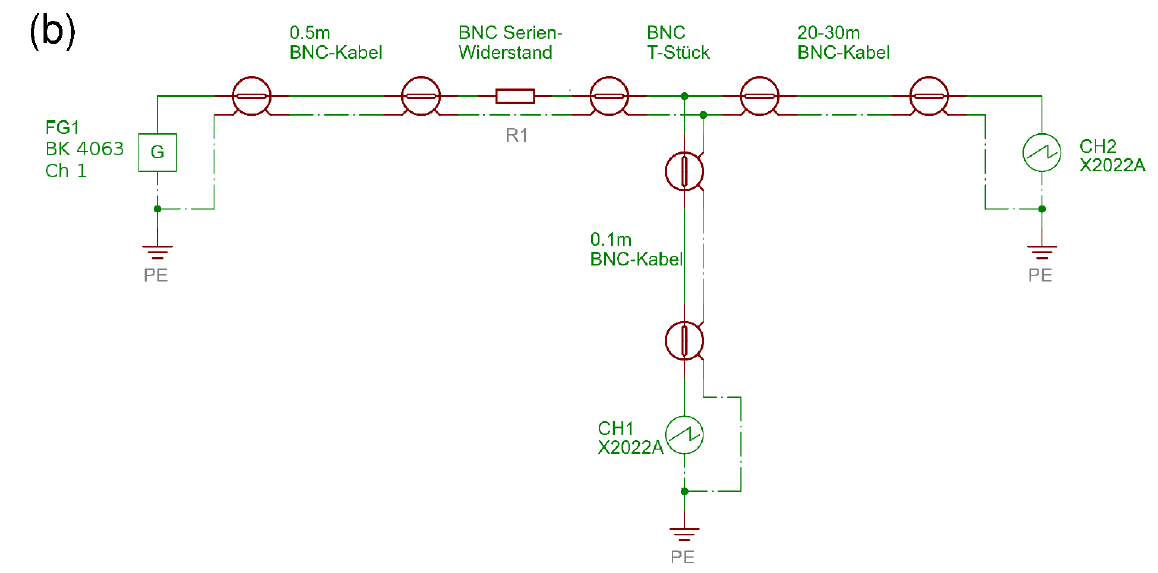 (b)
0.5m
BNC-Kabel
BNC Serien-
Widerstand
BNC
T-Stück
20-30m
BNC-Kabel
FG1
BK 4063
Ch 1
G
R1
CH2
X2022A
PE
0.1m
BNC-Kabel
PE
CH1
X2022A
PE